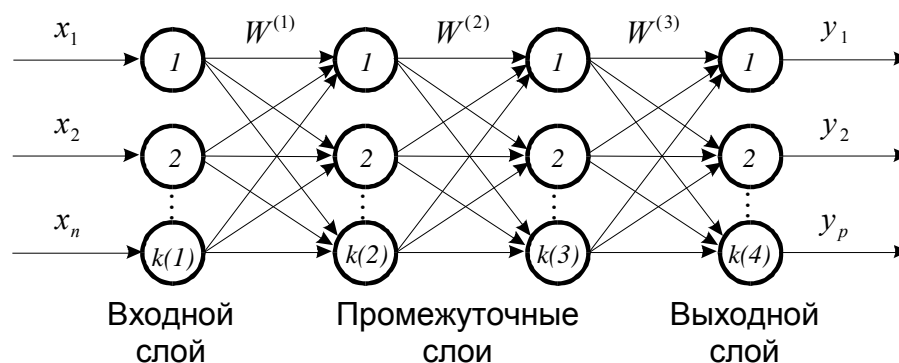 x₁ W⁽¹⁾ W⁽²⁾ W⁽³⁾ y₁
1 1 1 1
x₂ y₂
2 2 2 2
xₙ yₚ
k(1) k(2) k(3) k(4)
Входной Промежуточные Выходной
слой слои слой